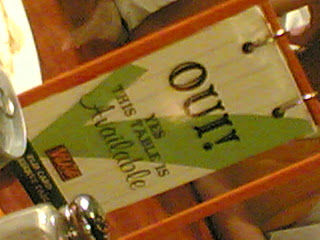 OUI!
YES
THIS TABLE IS
Available